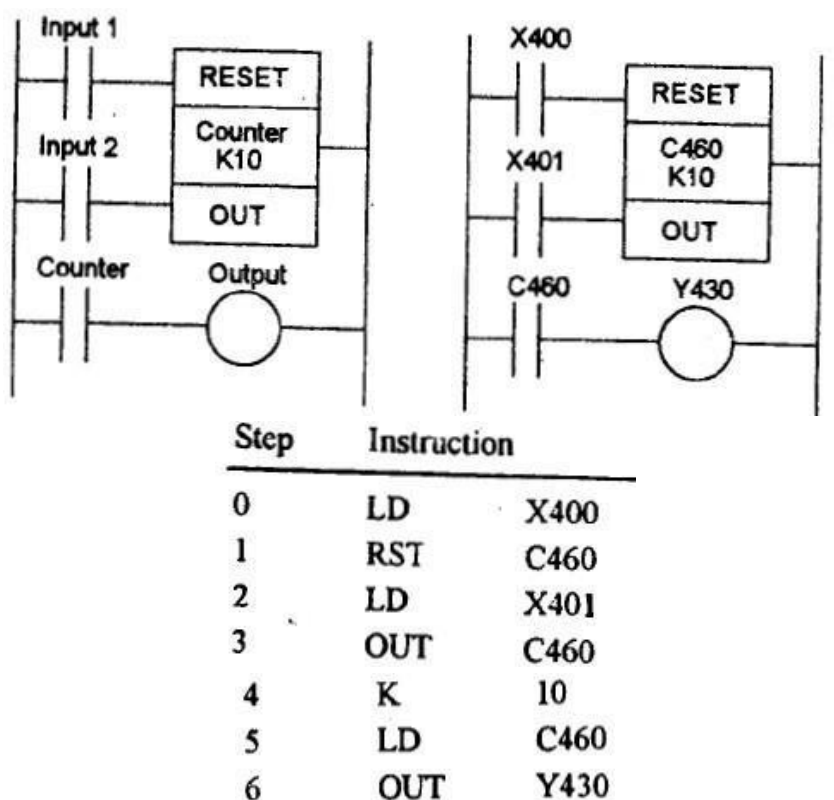 Input 1
RESET
Input 2
Counter
K10
OUT
Counter
Output
X400
RESET
X401
C460
K10
OUT
C460
Y430
Step Instruction
0 LD X400
1 RST C460
2 LD X401
3 OUT C460
4 K 10
5 LD C460
6 OUT Y430